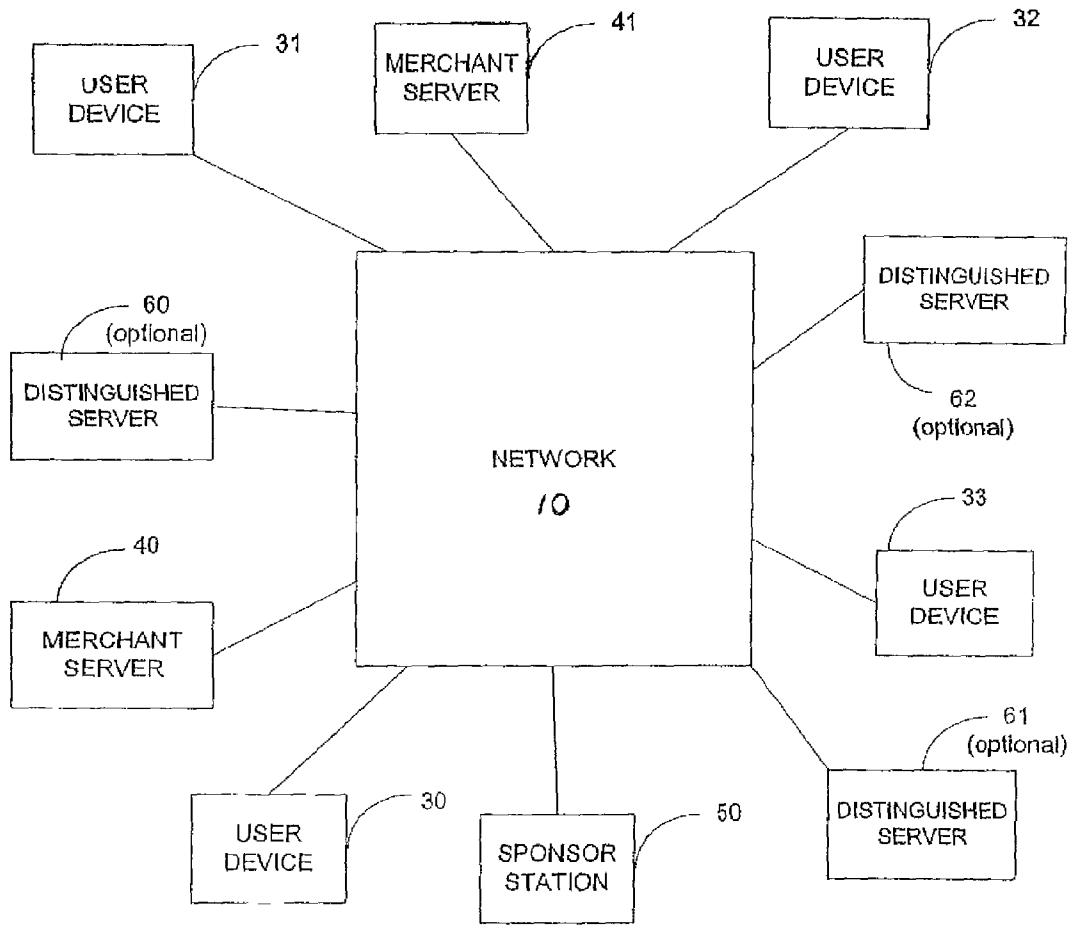 31
USER
DEVICE
41
MERCHANT
SERVER
32
USER
DEVICE
60
(optional)
DISTINGUISHED
SERVER
DISTINGUISHED
SERVER
62
(optional)
NETWORK
10
40
MERCHANT
SERVER
33
USER
DEVICE
61
(optional)
DISTINGUISHED
SERVER
30
USER
DEVICE
50
SPONSOR
STATION